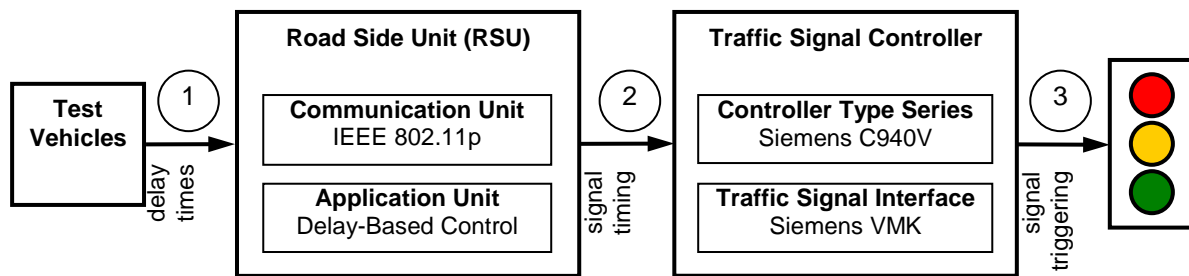 Test
Vehicles
1
delay
times
Road Side Unit (RSU)
Communication Unit
IEEE 802.11p
Application Unit
Delay-Based Control
2
signal
timing
Traffic Signal Controller
Controller Type Series
Siemens C940V
Traffic Signal Interface
Siemens VMK
3
signal
triggering